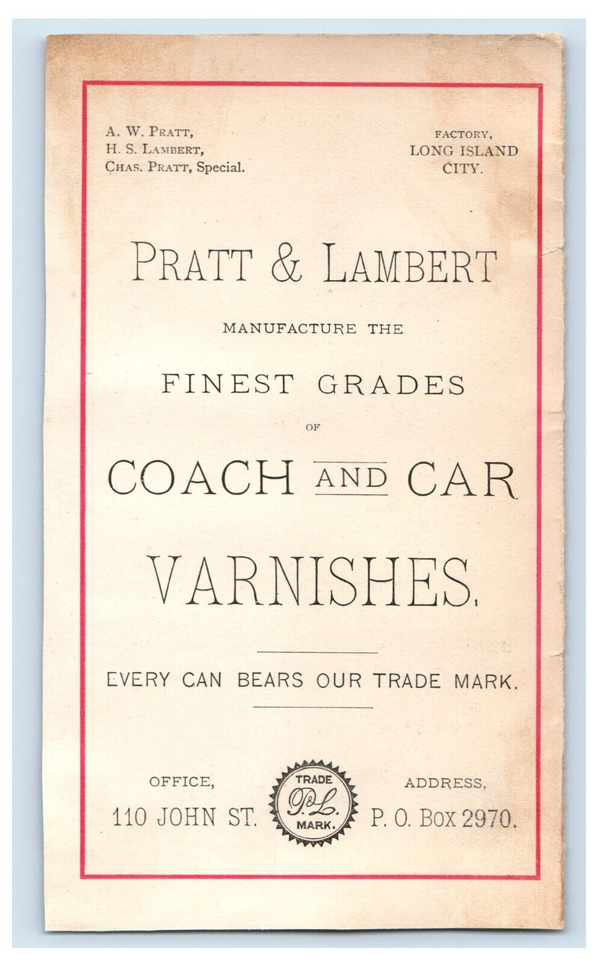 A. W. PRATT,
H. S. LAMBERT,
CHAS. PRATT, Special.
FACTORY,
LONG ISLAND
CITY.
PRATT & LAMBERT
MANUFACTURE THE
FINEST GRADES
OF
COACH AND CAR
VARNISHES.
EVERY CAN BEARS OUR TRADE MARK.
OFFICE,
110 JOHN ST.
TRADE
P&L.
MARK.
ADDRESS,
P. O. BOX 2970.